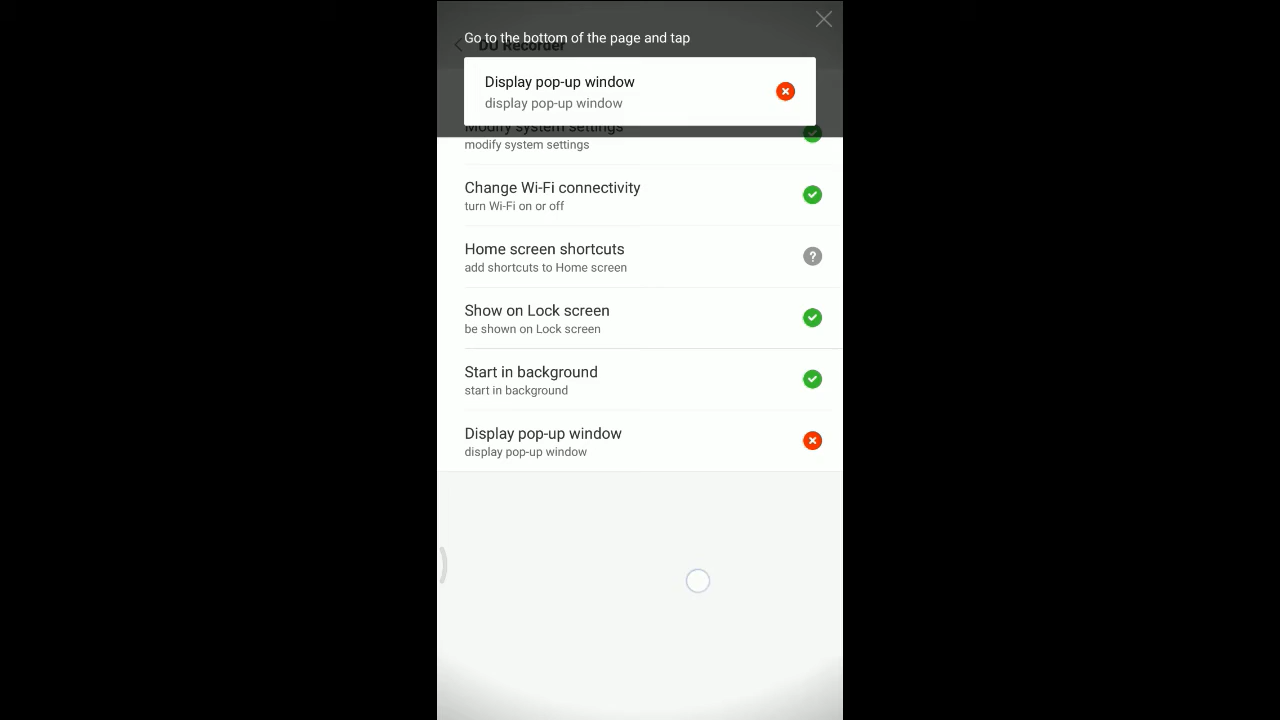 Go to the bottom of the page and tap
DU Recorder
Display pop-up window
display pop-up window
Modify system settings
modify system settings
Change Wi-Fi connectivity
turn Wi-Fi on or off
Home screen shortcuts
add shortcuts to Home screen
Show on Lock screen
be shown on Lock screen
Start in background
start in background
Display pop-up window
display pop-up window